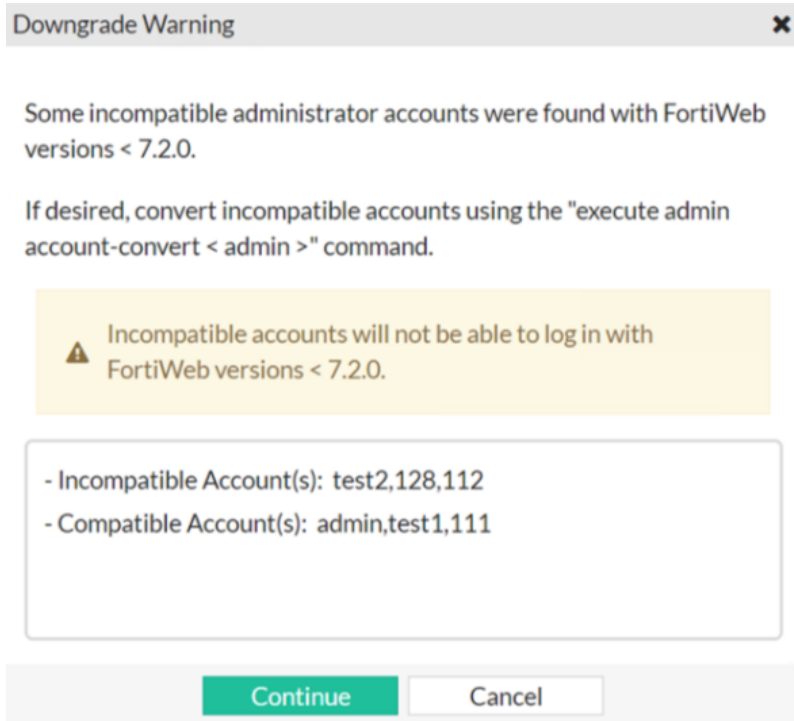 Downgrade Warning
Some incompatible administrator accounts were found with FortiWeb
versions < 7.2.0.
If desired, convert incompatible accounts using the "execute admin
account-convert < admin >" command.
Incompatible accounts will not be able to log in with
FortiWeb versions < 7.2.0.
- Incompatible Account(s): test2,128,112
- Compatible Account(s): admin,test1,111
Continue
Cancel